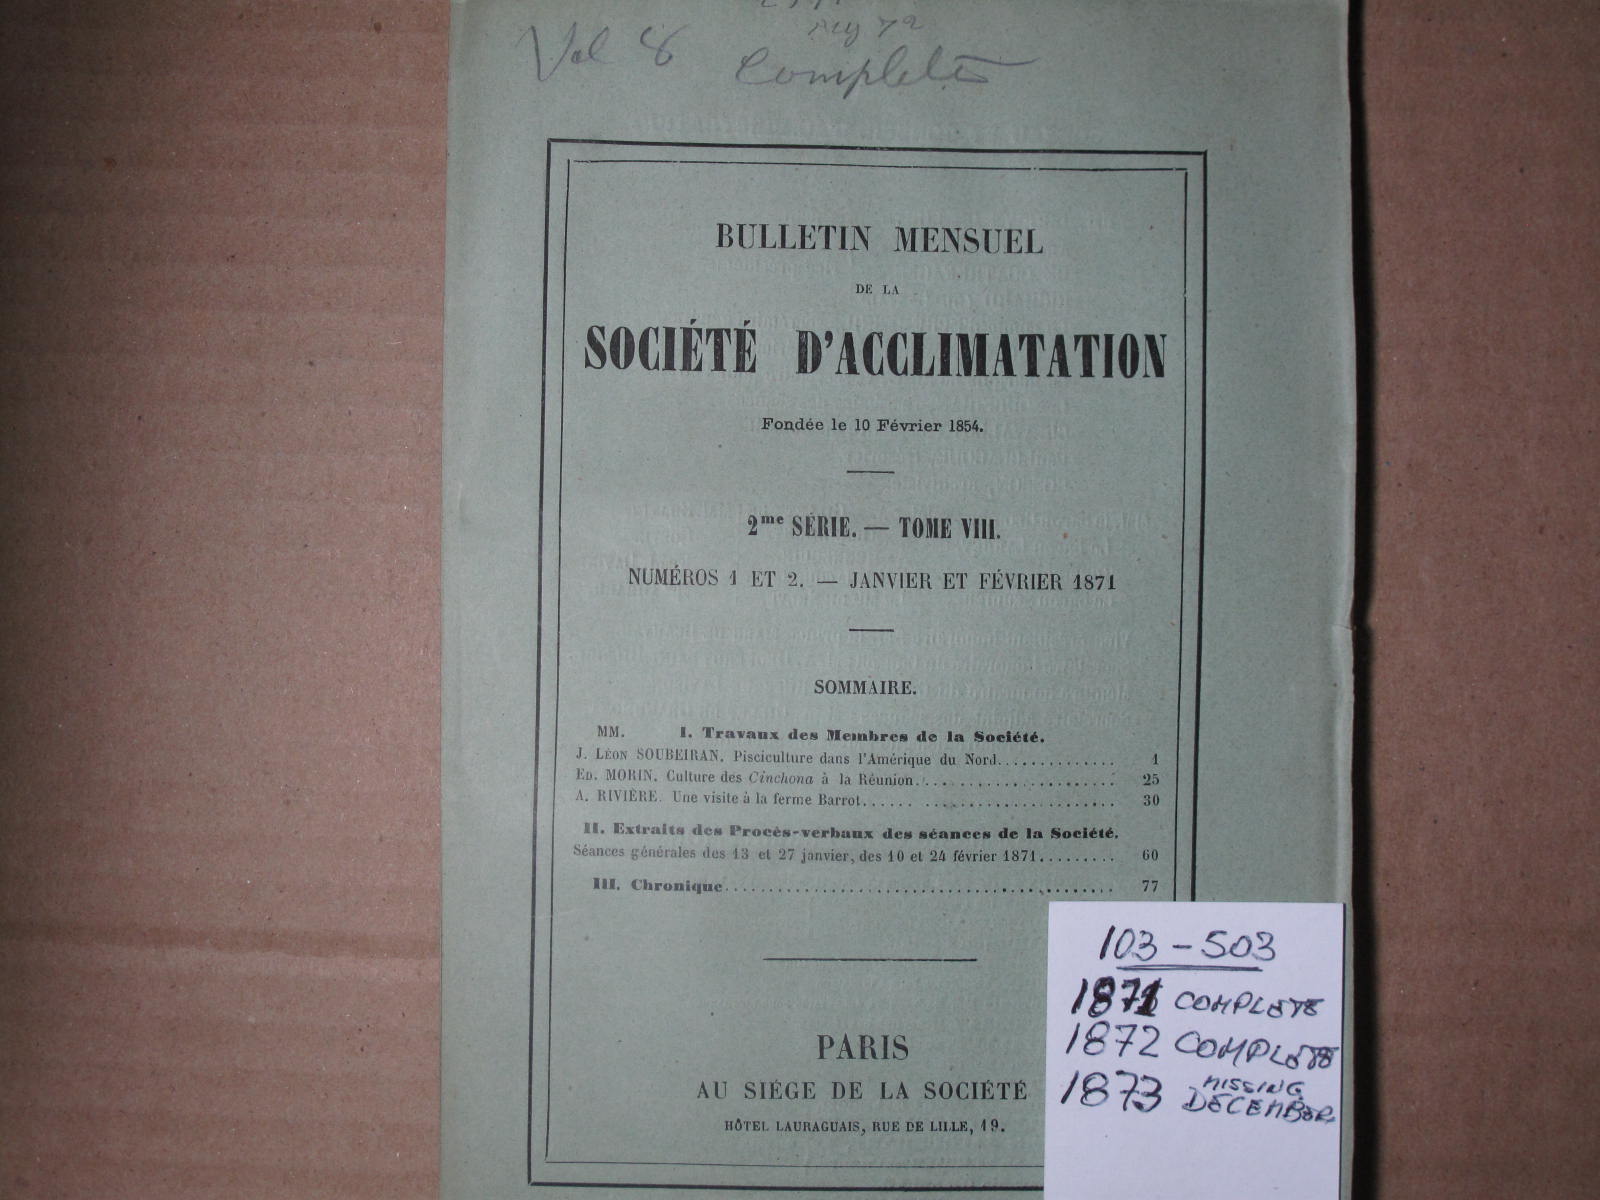 Vol 8 Complete
BULLETIN MENSUEL
DE LA
SOCIÉTÉ D'ACCLIMATATION
Fondée le 10 Février 1854.
2me SÉRIE. — TOME VIII.
NUMÉROS 1 ET 2. — JANVIER ET FÉVRIER 1871
SOMMAIRE.
MM. I. Travaux des Membres de la Société.
J. LÉON SOUBEIRAN. Pisciculture dans l'Amérique du Nord.............. 1
ED. MORIN. Culture des Cinchona à la Réunion...................... 25
A. RIVIÈRE. Une visite à la ferme Barrot........................... 30
II. Extraits des Procès-verbaux des séances de la Société.
Séances générales des 13 et 27 janvier, des 10 et 24 février 1871......... 60
III. Chronique........................................... 77
PARIS
AU SIÉGE DE LA SOCIÉTÉ
HÔTEL LAURAGUAIS, RUE DE LILLE, 19.
103-503
1871 COMPLETE
1872 COMPLETE
1873 MISSING
DECEMBER